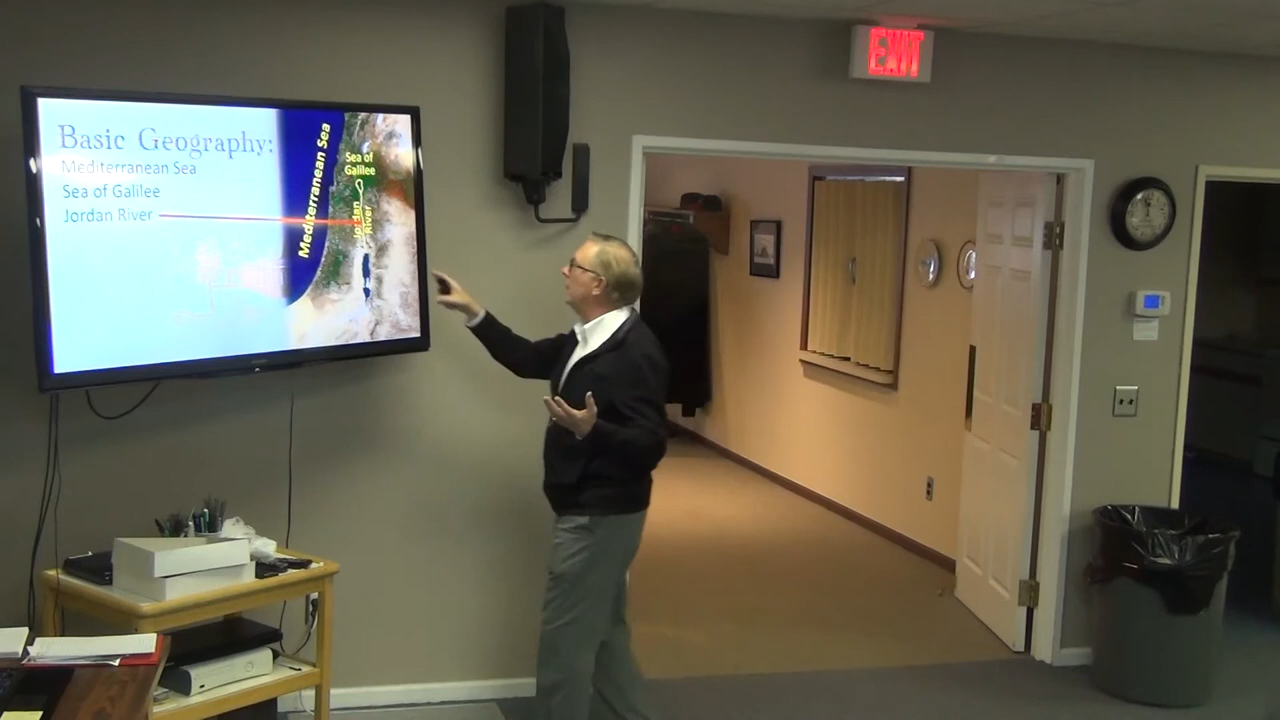 Basic Geography:
Mediterranean Sea
Sea of Galilee
Jordan River
Mediterranean Sea
Sea of
Galilee
Jordan
River
EXIT